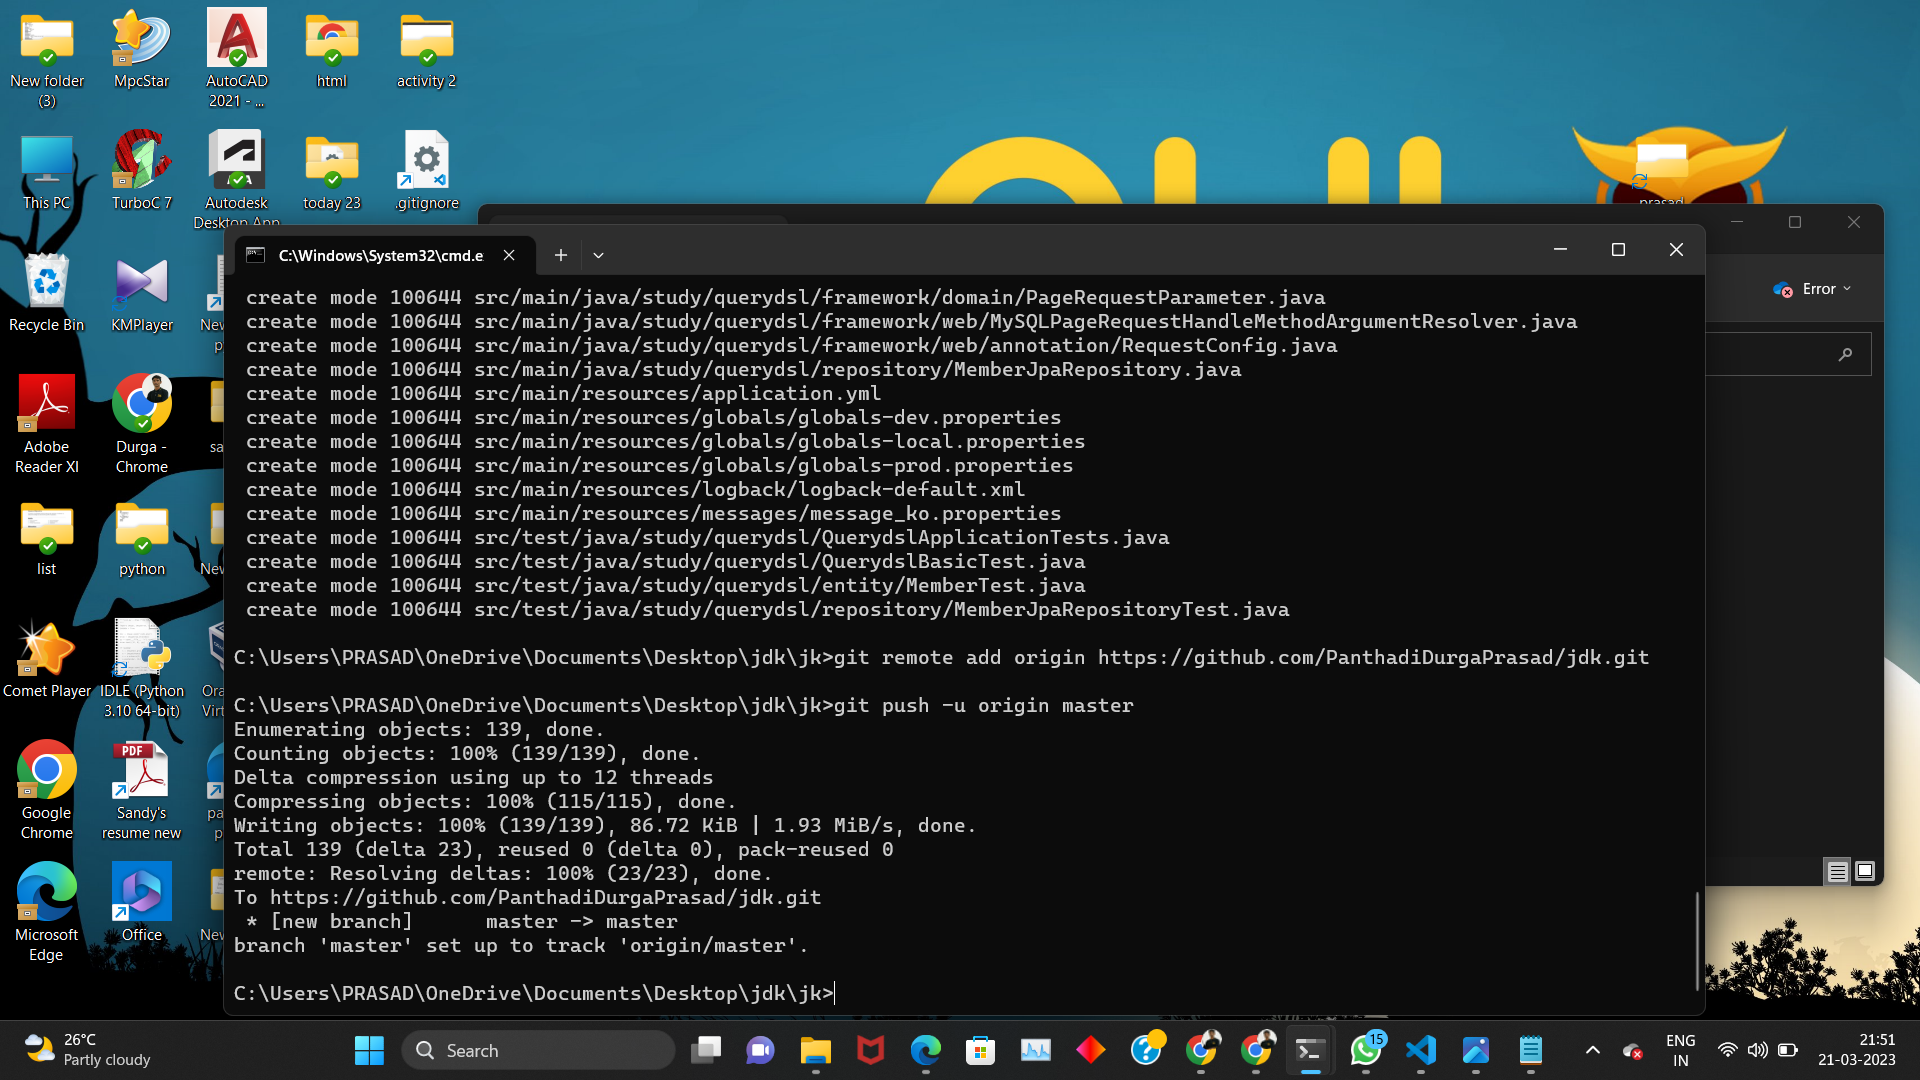 New folder
(3)
MpcStar
AutoCAD
2021 - ...
html
activity 2
This PC
TurboC 7
Autodesk
Desktop App
today 23
.gitignore
prasad
Recycle Bin
KMPlayer
Adobe
Reader XI
Durga -
Chrome
list
python
Comet Player
IDLE (Python
3.10 64-bit)
Google
Chrome
PDF
Sandy's
resume new
Microsoft
Edge
Office
Error
C:\Windows\System32\cmd.e
create mode 100644 src/main/java/study/querydsl/framework/domain/PageRequestParameter.java
create mode 100644 src/main/java/study/querydsl/framework/web/MySQLPageRequestHandleMethodArgumentResolver.java
create mode 100644 src/main/java/study/querydsl/framework/web/annotation/RequestConfig.java
create mode 100644 src/main/java/study/querydsl/repository/MemberJpaRepository.java
create mode 100644 src/main/resources/application.yml
create mode 100644 src/main/resources/globals/globals-dev.properties
create mode 100644 src/main/resources/globals/globals-local.properties
create mode 100644 src/main/resources/globals/globals-prod.properties
create mode 100644 src/main/resources/logback/logback-default.xml
create mode 100644 src/main/resources/messages/message_ko.properties
create mode 100644 src/test/java/study/querydsl/QuerydslApplicationTests.java
create mode 100644 src/test/java/study/querydsl/QuerydslBasicTest.java
create mode 100644 src/test/java/study/querydsl/entity/MemberTest.java
create mode 100644 src/test/java/study/querydsl/repository/MemberJpaRepositoryTest.java
C:\Users\PRASAD\OneDrive\Documents\Desktop\jdk\jk>git remote add origin https://github.com/PanthadiDurgaPrasad/jdk.git
C:\Users\PRASAD\OneDrive\Documents\Desktop\jdk\jk>git push -u origin master
Enumerating objects: 139, done.
Counting objects: 100% (139/139), done.
Delta compression using up to 12 threads
Compressing objects: 100% (115/115), done.
Writing objects: 100% (139/139), 86.72 KiB | 1.93 MiB/s, done.
Total 139 (delta 23), reused 0 (delta 0), pack-reused 0
remote: Resolving deltas: 100% (23/23), done.
To https://github.com/PanthadiDurgaPrasad/jdk.git
* [new branch]      master -> master
branch 'master' set up to track 'origin/master'.
C:\Users\PRASAD\OneDrive\Documents\Desktop\jdk\jk>
26°C
Partly cloudy
Search
15
ENG
IN
21:51
21-03-2023